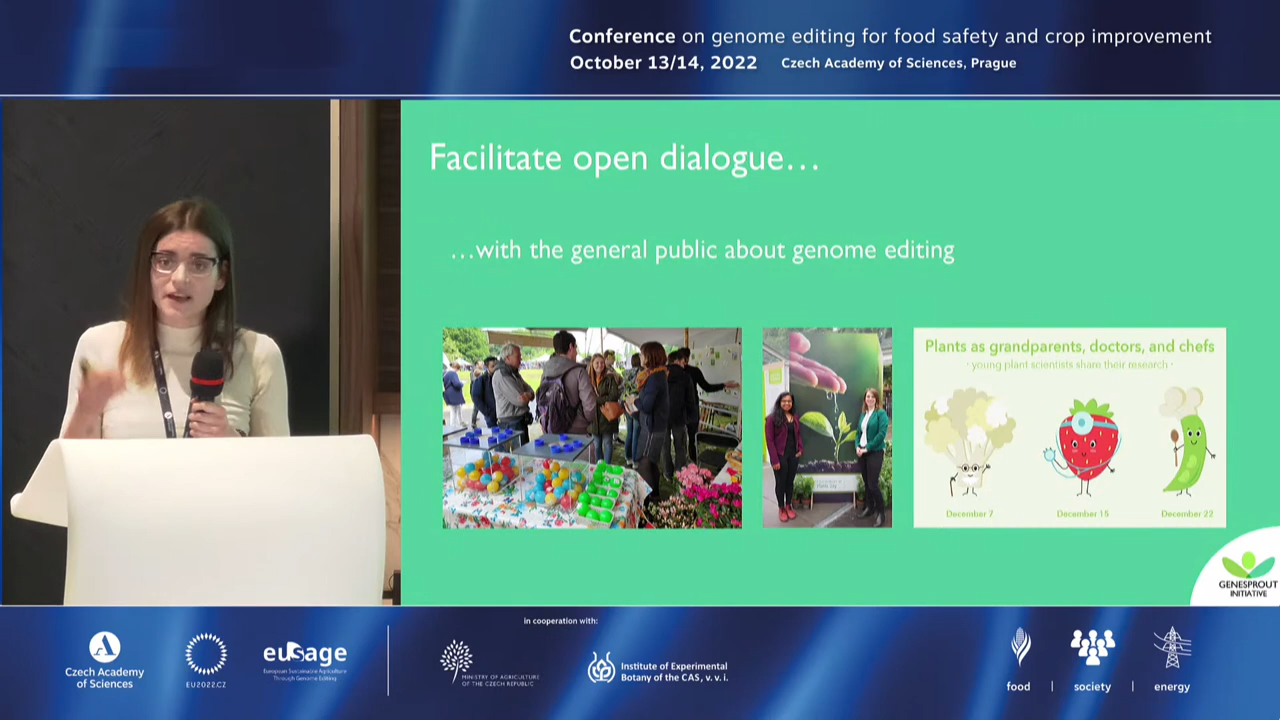 Conference on genome editing for food safety and crop improvement
October 13/14, 2022 Czech Academy of Sciences, Prague
Facilitate open dialogue...
...with the general public about genome editing
Plants as grandparents, doctors, and chefs
· young plant scientists share their research ·
December 7
December 15
December 22
GENESPROUT
INITIATIVE
in cooperation with:
Czech Academy
of Sciences
EU2022.CZ
eusage
European Sustainable Agriculture
Through Genome Editing
MINISTRY OF AGRICULTURE
OF THE CZECH REPUBLIC
Institute of Experimental
Botany of the CAS, v. v. i.
food | society | energy